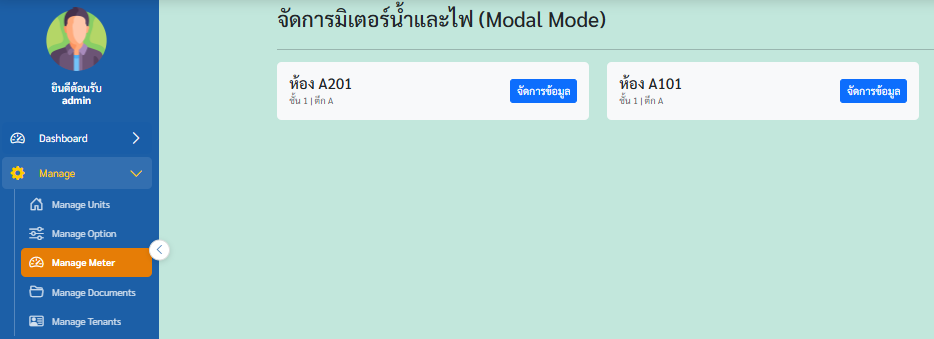 จัดการมิเตอร์น้ำและไฟ (Modal Mode)
ยินดีต้อนรับ
admin
Dashboard
Manage
Manage Units
Manage Option
Manage Meter
Manage Documents
Manage Tenants
ห้อง A201
ชั้น 1 | ตึก A
จัดการข้อมูล
ห้อง A101
ชั้น 1 | ตึก A
จัดการข้อมูล